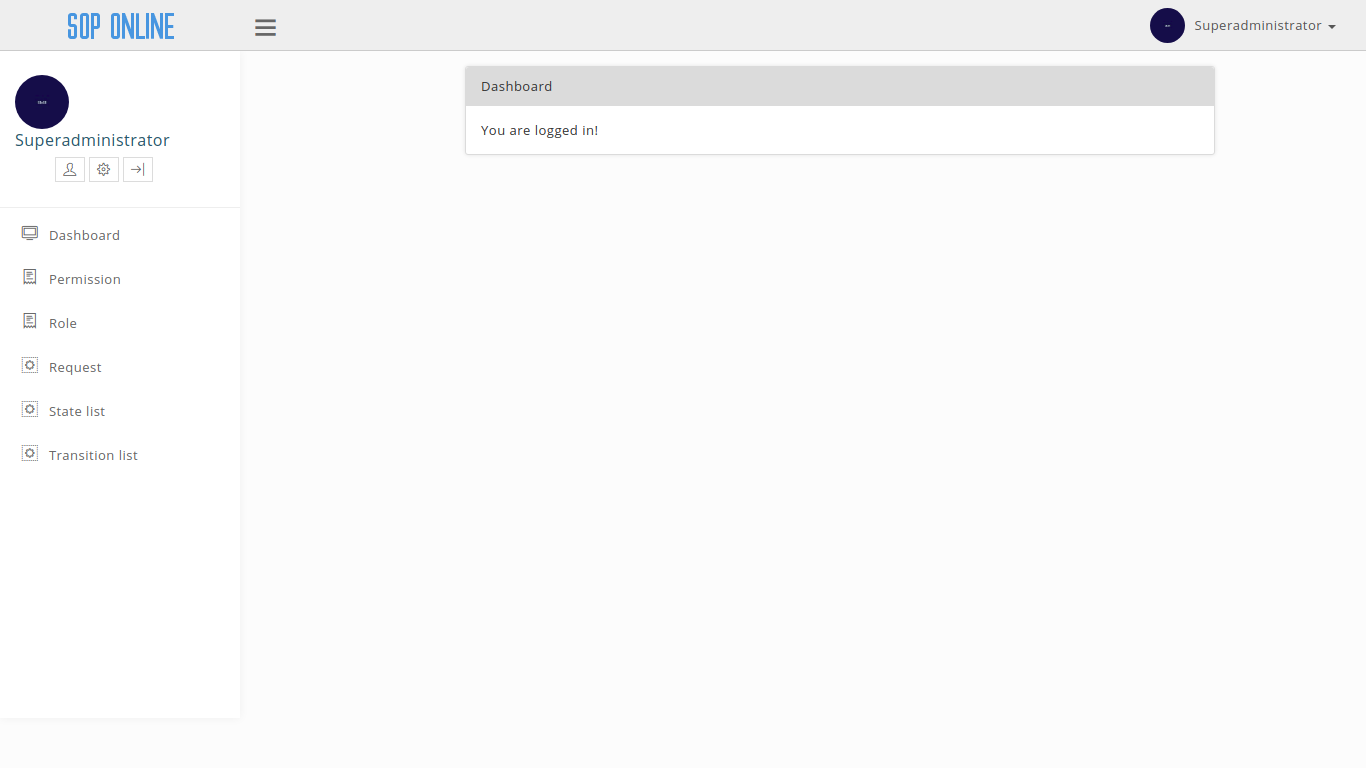 SOP ONLINE
Superadministrator
Superadministrator
Dashboard
Permission
Role
Request
State list
Transition list
Dashboard
You are logged in!